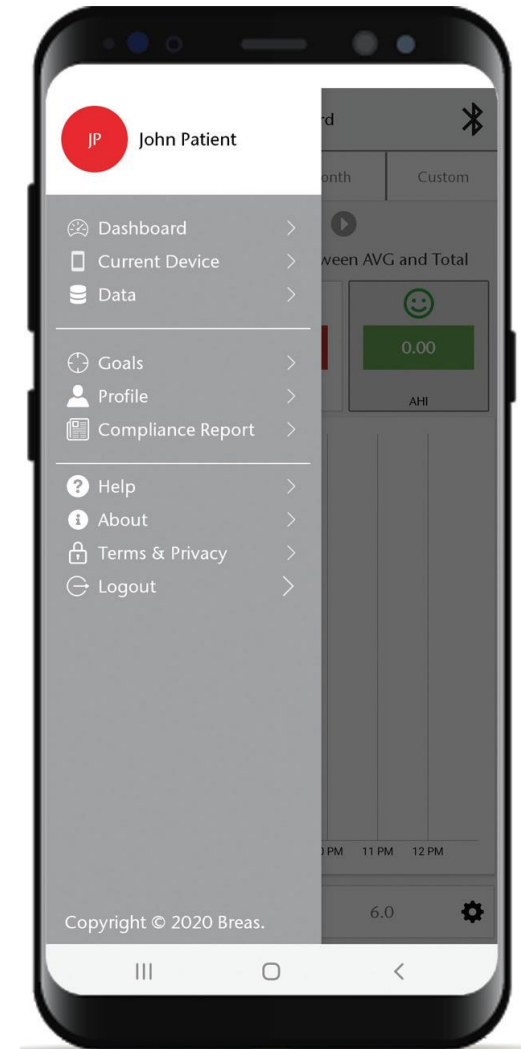 JP
John Patient
rd
onth
Custom
ween AVG and Total
0.00
AHI
Dashboard
Current Device
Data
Goals
Profile
Compliance Report
Help
About
Terms & Privacy
Logout
PM 11 PM 12 PM
6.0
Copyright © 2020 Breas.